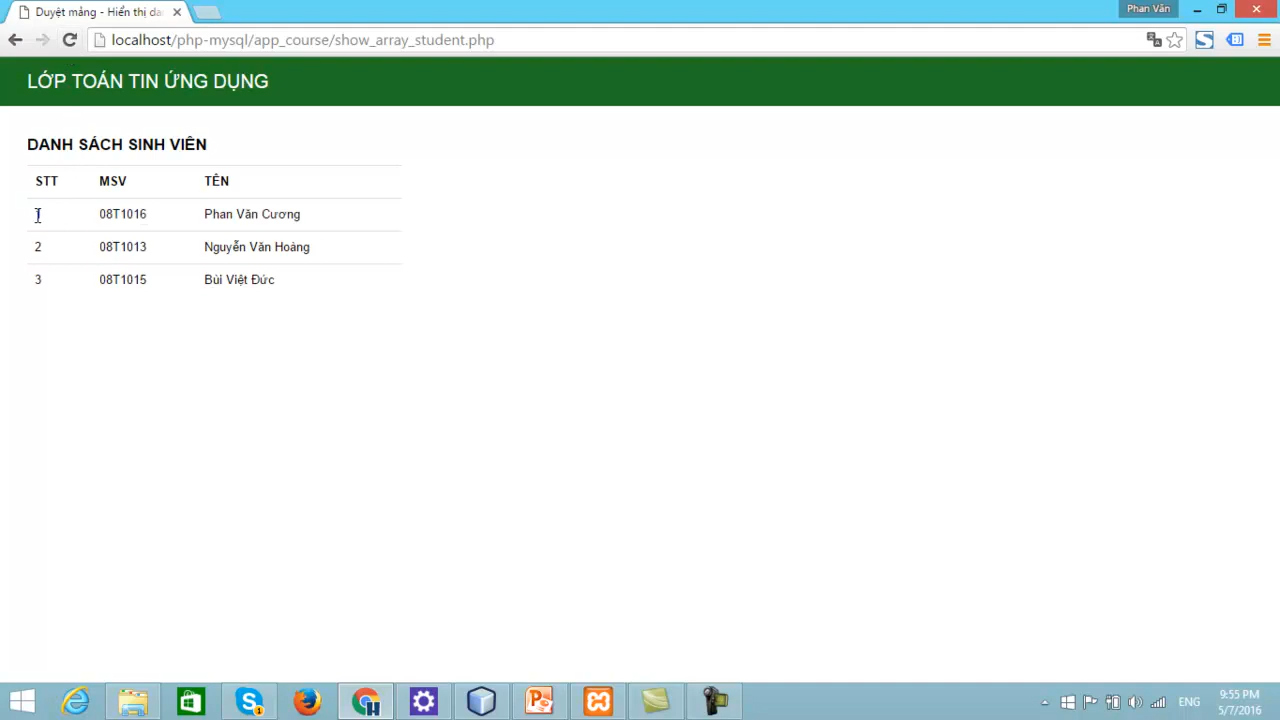 Duyệt mảng - Hiển thị da
Phan Văn
localhost/php-mysql/app_course/show_array_student.php
LỚP TOÁN TIN ỨNG DỤNG
DANH SÁCH SINH VIÊN
STT MSV TÊN
1 08T1016 Phan Văn Cương
2 08T1013 Nguyễn Văn Hoàng
3 08T1015 Bùi Việt Đức
ENG
9:55 PM
5/7/2016